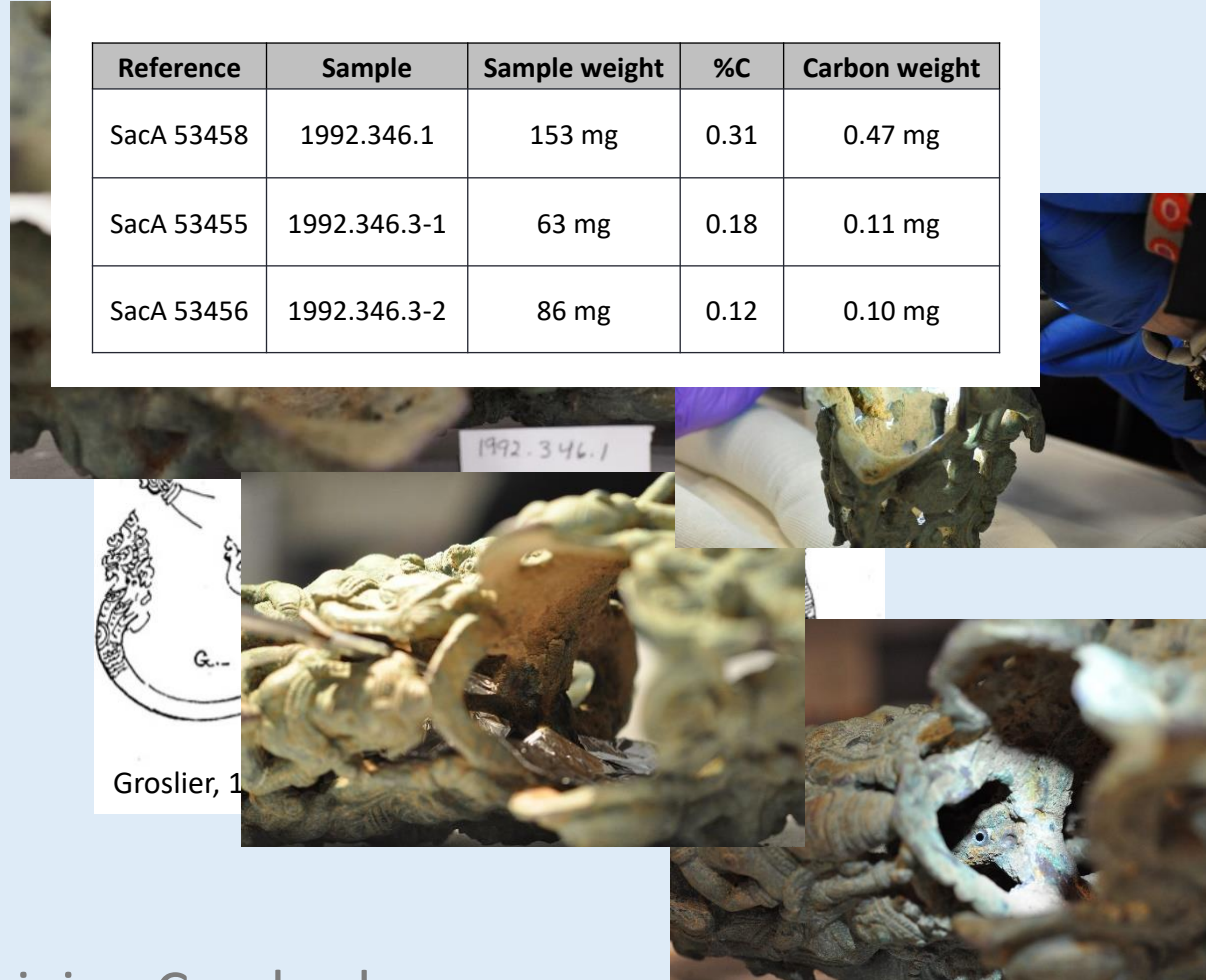 Reference Sample Sample weight %C Carbon weight
SacA 53458 1992.346.1 153 mg 0.31 0.47 mg
SacA 53455 1992.346.3-1 63 mg 0.18 0.11 mg
SacA 53456 1992.346.3-2 86 mg 0.12 0.10 mg
1992.346.1
G.-
Groslier, 1